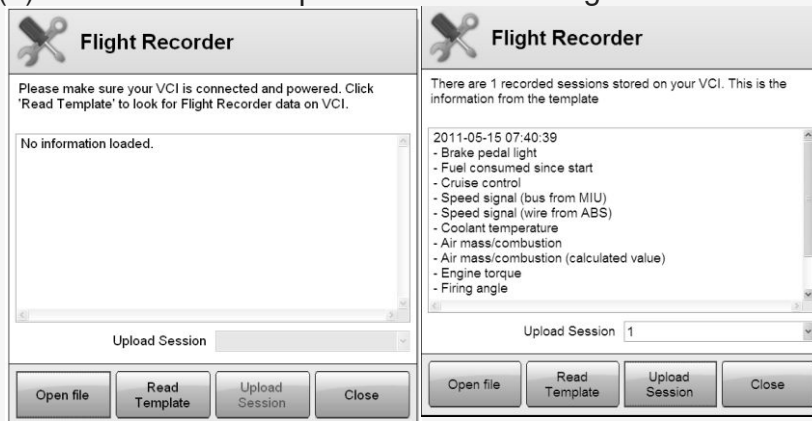 Flight Recorder
Please make sure your VCI is connected and powered. Click
'Read Template' to look for Flight Recorder data on VCI.
No information loaded.
Upload Session
Open file
Read
Template
Upload
Session
Close
Flight Recorder
There are 1 recorded sessions stored on your VCI. This is the
information from the template
2011-05-15 07:40:39
- Brake pedal light
- Fuel consumed since start
- Cruise control
- Speed signal (bus from MIU)
- Speed signal (wire from ABS)
- Coolant temperature
- Air mass/combustion
- Air mass/combustion (calculated value)
- Engine torque
- Firing angle
Upload Session 1
Open file
Read
Template
Upload
Session
Close